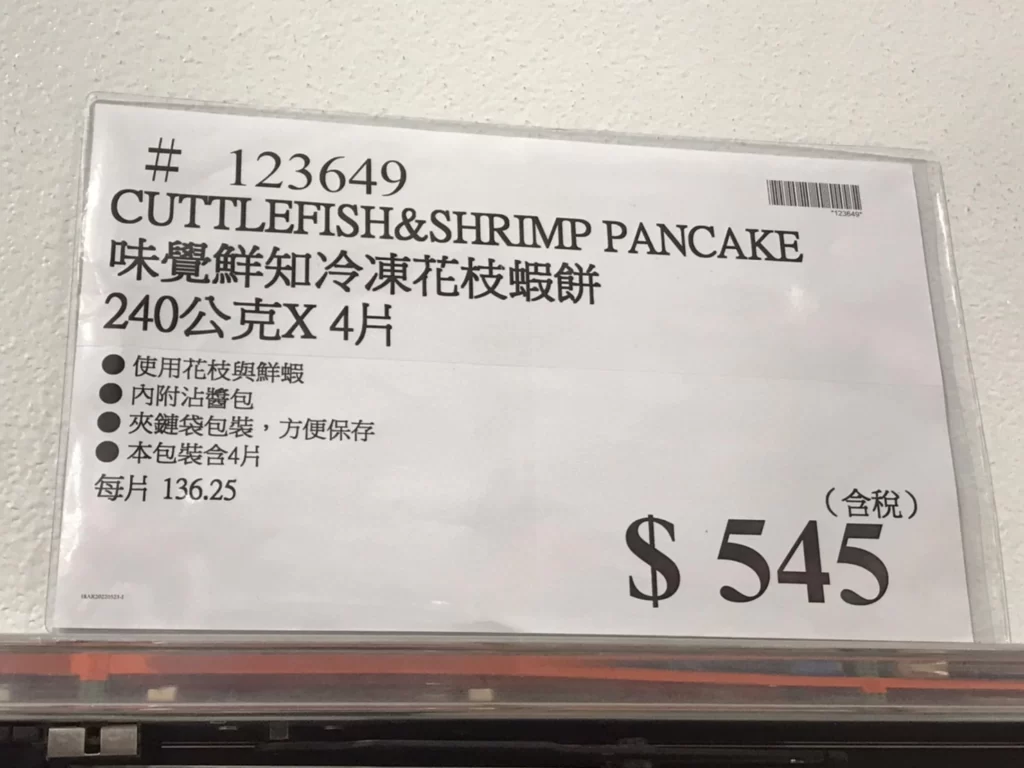 # 123649
*123649*
CUTTLEFISH&SHRIMP PANCAKE
味覺鮮知冷凍花枝蝦餅
240公克X 4片
● 使用花枝與鮮蝦
● 內附沾醬包
● 夾鏈袋包裝，方便保存
● 本包裝含4片
每片 136.25
（含稅）
$ 545